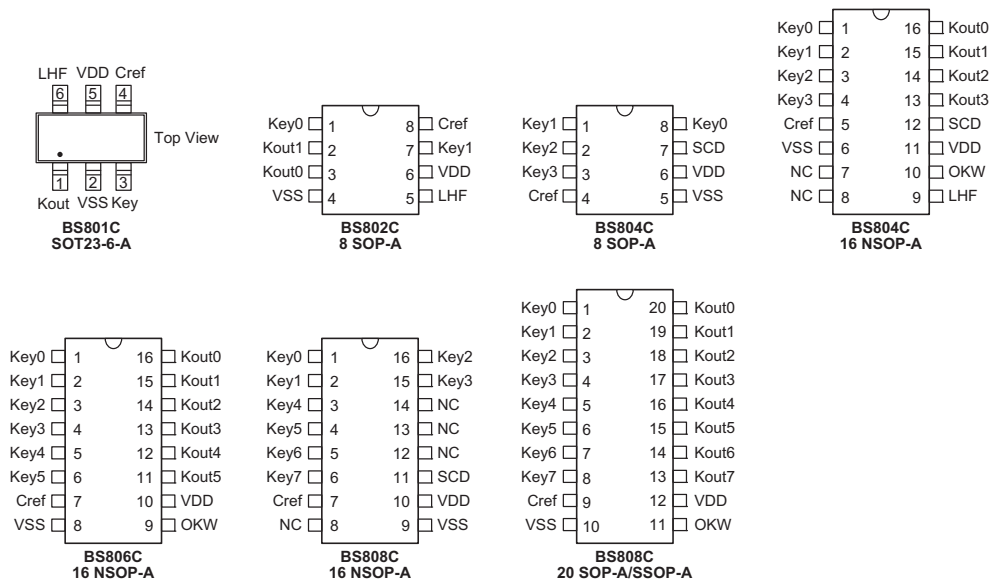 LHF VDD Cref
6 5 4
Top View
1 2 3
Kout VSS Key
BS801C
SOT23-6-A
Key0 1 8 Cref
Kout1 2 7 Key1
Kout0 3 6 VDD
VSS 4 5 LHF
BS802C
8 SOP-A
Key1 1 8 Key0
Key2 2 7 SCD
Key3 3 6 VDD
Cref 4 5 VSS
BS804C
8 SOP-A
Key0 1 16 Kout0
Key1 2 15 Kout1
Key2 3 14 Kout2
Key3 4 13 Kout3
Cref 5 12 SCD
VSS 6 11 VDD
NC 7 10 OKW
NC 8 9 LHF
BS804C
16 NSOP-A
Key0 1 16 Kout0
Key1 2 15 Kout1
Key2 3 14 Kout2
Key3 4 13 Kout3
Key4 5 12 Kout4
Key5 6 11 Kout5
Cref 7 10 VDD
VSS 8 9 OKW
BS806C
16 NSOP-A
Key0 1 16 Key2
Key1 2 15 Key3
Key4 3 14 NC
Key5 4 13 NC
Key6 5 12 NC
Key7 6 11 SCD
Cref 7 10 VDD
NC 8 9 VSS
BS808C
16 NSOP-A
Key0 1 20 Kout0
Key1 2 19 Kout1
Key2 3 18 Kout2
Key3 4 17 Kout3
Key4 5 16 Kout4
Key5 6 15 Kout5
Key6 7 14 Kout6
Key7 8 13 Kout7
Cref 9 12 VDD
VSS 10 11 OKW
BS808C
20 SOP-A/SSOP-A